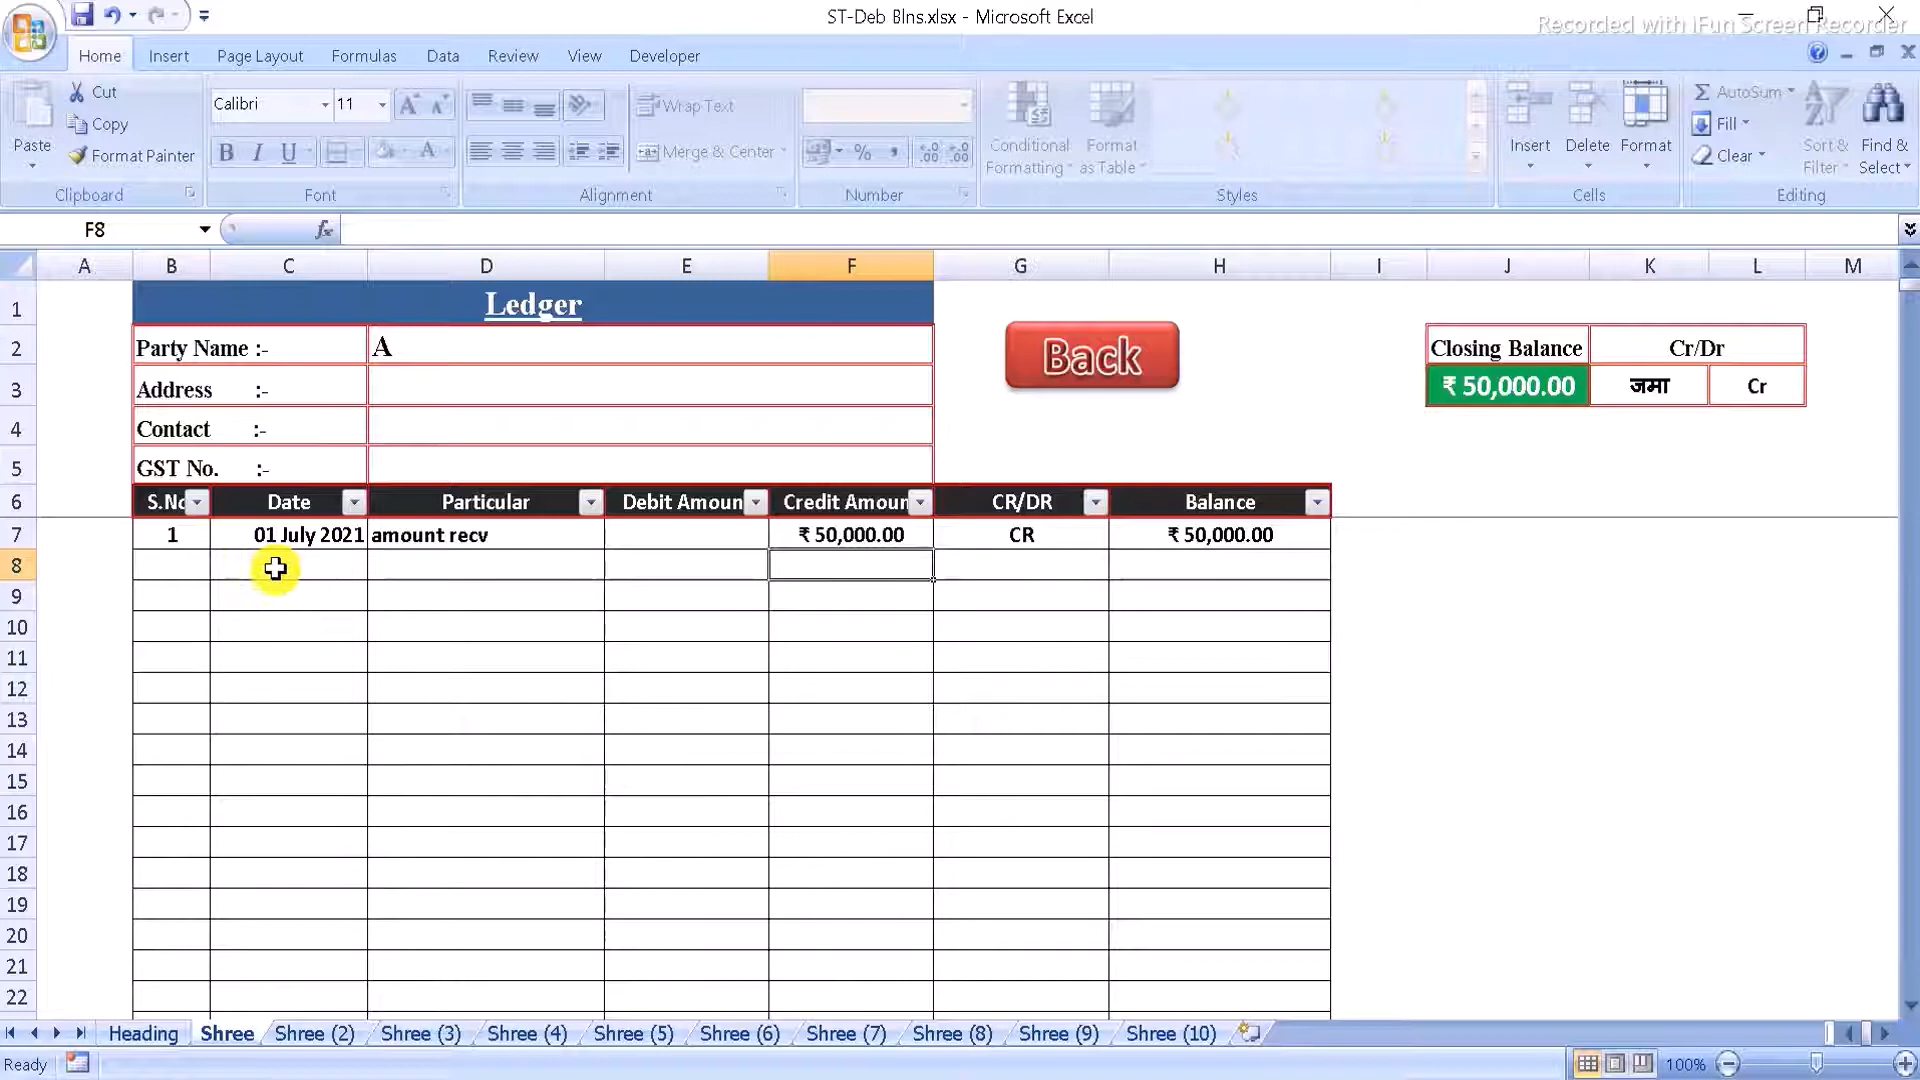 ST-Deb Blns.xlsx - Microsoft Excel
Recorded with iFun Screen Recorder
Home Insert Page Layout Formulas Data Review View Developer
Paste
Cut
Copy
Format Painter
Clipboard
Calibri 11
B I U A
Font
Wrap Text
Merge & Center
Alignment
% ,
Number
Conditional Formatting
Format as Table
Styles
Insert Delete Format
Cells
Σ AutoSum
Fill
Clear
Sort & Filter
Find & Select
Editing
F8 fx
A B C D E F G H I J K L M
1 Ledger
2 Party Name :- A Back Closing Balance Cr/Dr
3 Address :- ₹ 50,000.00 जमा Cr
4 Contact :-
5 GST No. :-
6 S.No Date Particular Debit Amoun Credit Amoun CR/DR Balance
7 1 01 July 2021 amount recv ₹ 50,000.00 CR ₹ 50,000.00
8
9
10
11
12
13
14
15
16
17
18
19
20
21
22
Heading Shree Shree (2) Shree (3) Shree (4) Shree (5) Shree (6) Shree (7) Shree (8) Shree (9) Shree (10)
Ready 100%